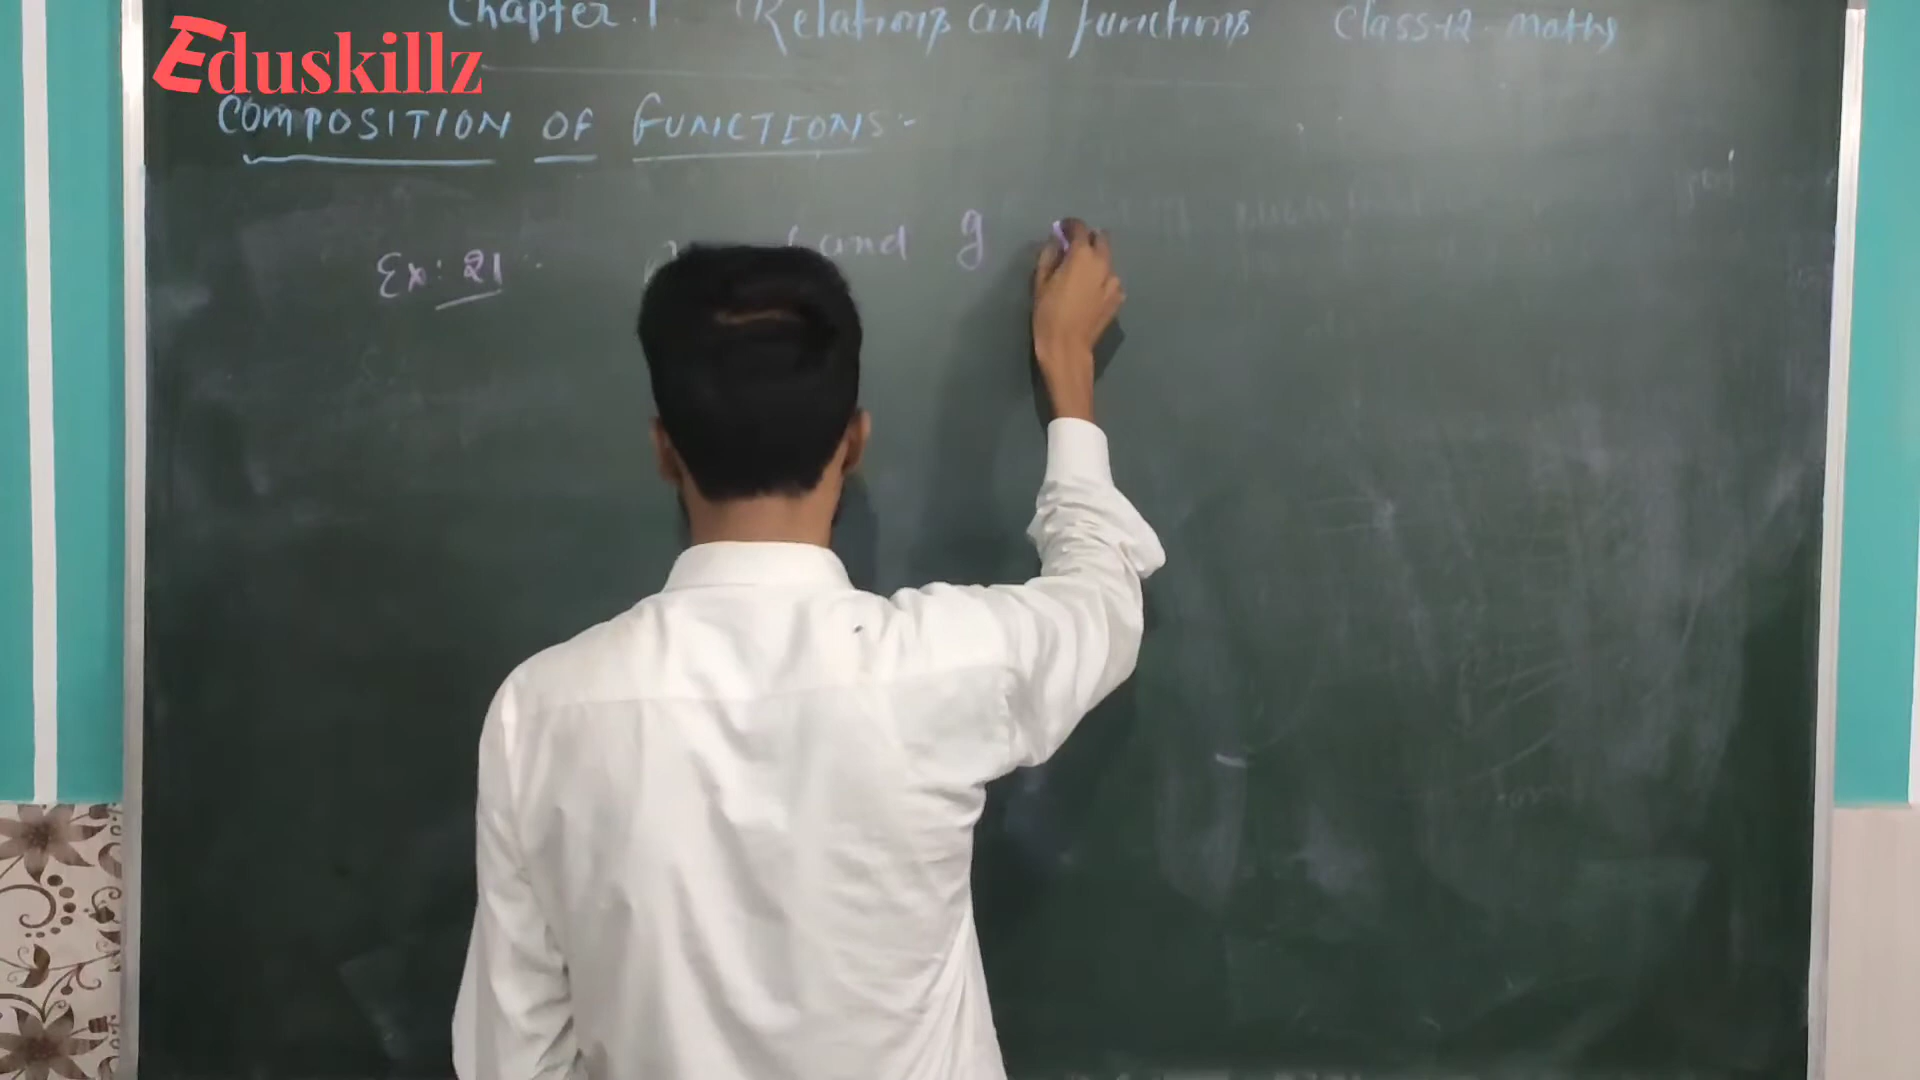 Chapter.1 Relations and functions Class-12 maths
Eduskillz
COMPOSITION OF FUNCTIONS:-
Ex: 21 :- and g